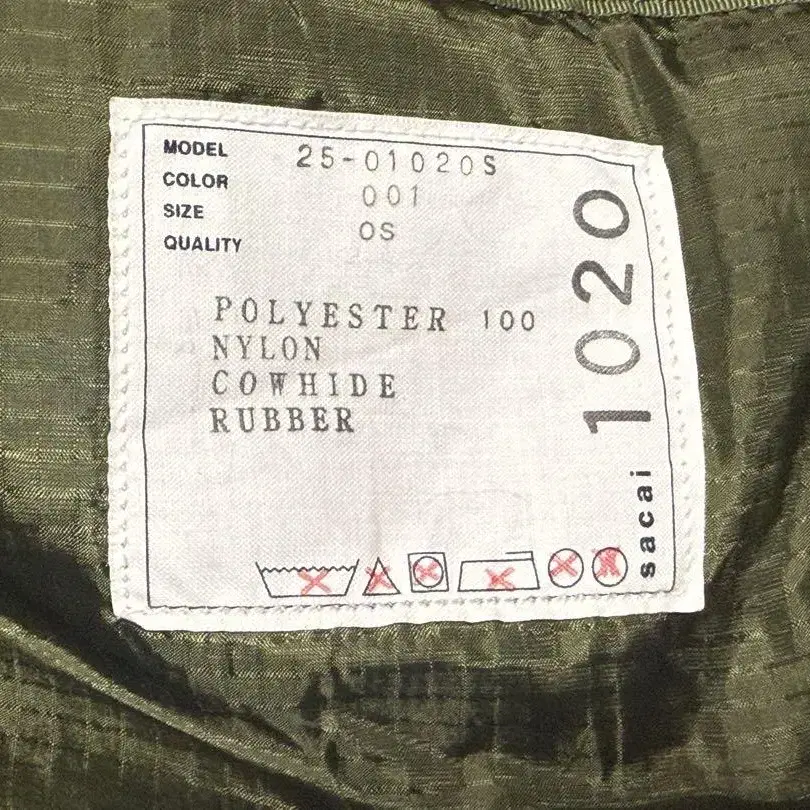 MODEL 25-01020S
COLOR 001
SIZE OS
QUALITY
POLYESTER 100
NYLON
COWHIDE
RUBBER
1020
sacai